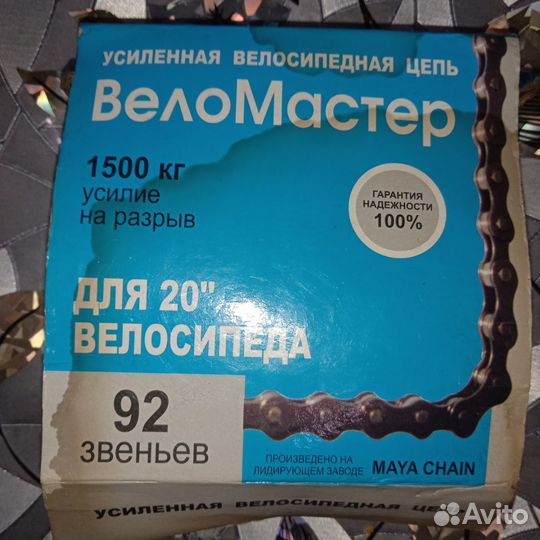 УСИЛЕННАЯ ВЕЛОСИПЕДНАЯ ЦЕПЬ
ВелоМастер
1500 кг
усилие
на разрыв
ГАРАНТИЯ
НАДЕЖНОСТИ
100%
ДЛЯ 20"
ВЕЛОСИПЕДА
92
звеньев
ПРОИЗВЕДЕНО НА
ЛИДИРУЮЩЕМ ЗАВОДЕ MAYA CHAIN
УСИЛЕННАЯ ВЕЛОСИПЕДНАЯ ЦЕПЬ
Avito